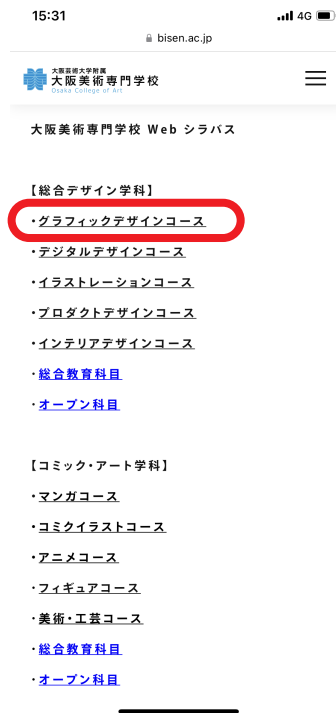 15:31
4G
bisen.ac.jp
大阪芸術大学附属
大阪美術専門学校
Osaka College of Art
大阪美術専門学校 Web シラバス
【総合デザイン学科】
・グラフィックデザインコース
・デジタルデザインコース
・イラストレーションコース
・プロダクトデザインコース
・インテリアデザインコース
・総合教育科目
・オープン科目
【コミック・アート学科】
・マンガコース
・コミクイラストコース
・アニメコース
・フィギュアコース
・美術・工芸コース
・総合教育科目
・オープン科目